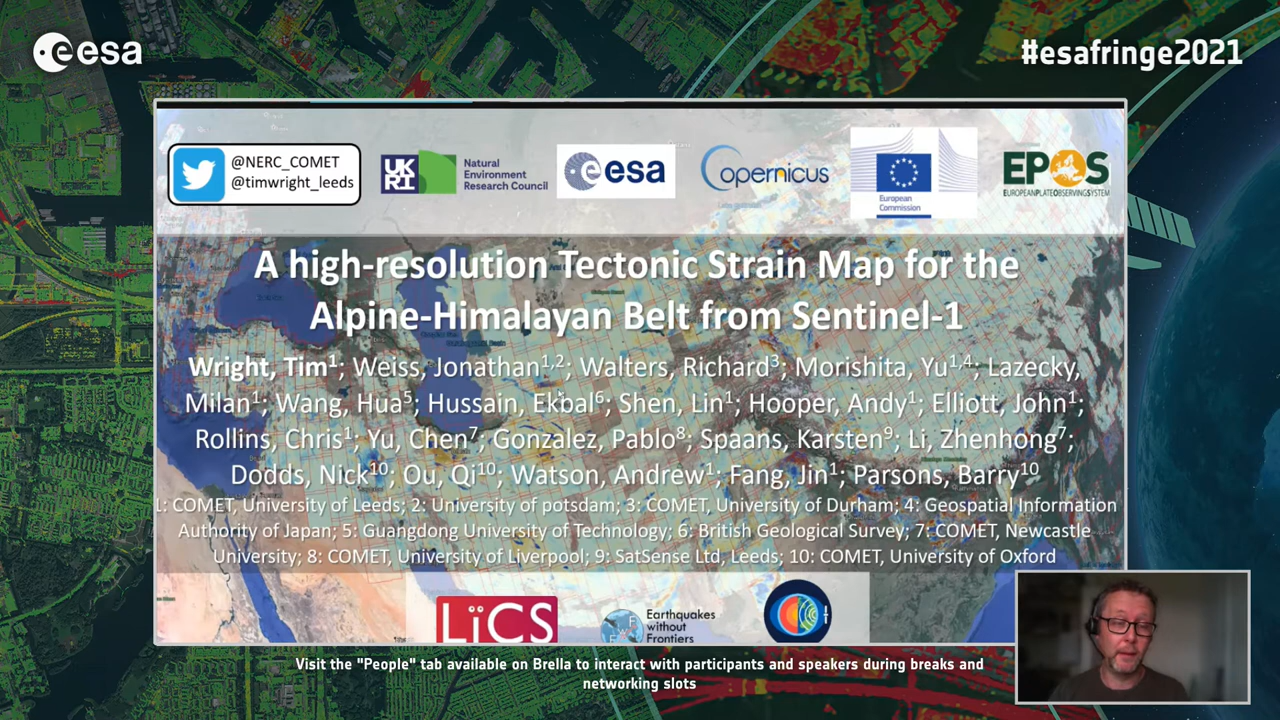 esa
#esafringe2021
@NERC_COMET
@timwright_leeds
UK
RI
Natural
Environment
Research Council
esa
opernicus
European
Commission
EPOS
EUROPEANPLATEOBSERVINGSYSTEM
A high-resolution Tectonic Strain Map for the
Alpine-Himalayan Belt from Sentinel-1
Wright, Tim¹; Weiss, Jonathan¹,²; Walters, Richard³; Morishita, Yu¹,⁴; Lazecky,
Milan¹; Wang, Hua⁵; Hussain, Ekbal⁶; Shen, Lin¹; Hooper, Andy¹; Elliott, John¹;
Rollins, Chris¹; Yu, Chen⁷; Gonzalez, Pablo⁸; Spaans, Karsten⁹; Li, Zhenhong⁷;
Dodds, Nick¹⁰; Ou, Qi¹⁰; Watson, Andrew¹; Fang, Jin¹; Parsons, Barry¹⁰
1: COMET, University of Leeds; 2: University of potsdam; 3: COMET, University of Durham; 4: Geospatial Information
Authority of Japan; 5: Guangdong University of Technology; 6: British Geological Survey; 7: COMET, Newcastle
University; 8: COMET, University of Liverpool; 9: SatSense Ltd, Leeds; 10: COMET, University of Oxford
LiCS
Earthquakes
without
Frontiers
Visit the "People" tab available on Brella to interact with participants and speakers during breaks and
networking slots